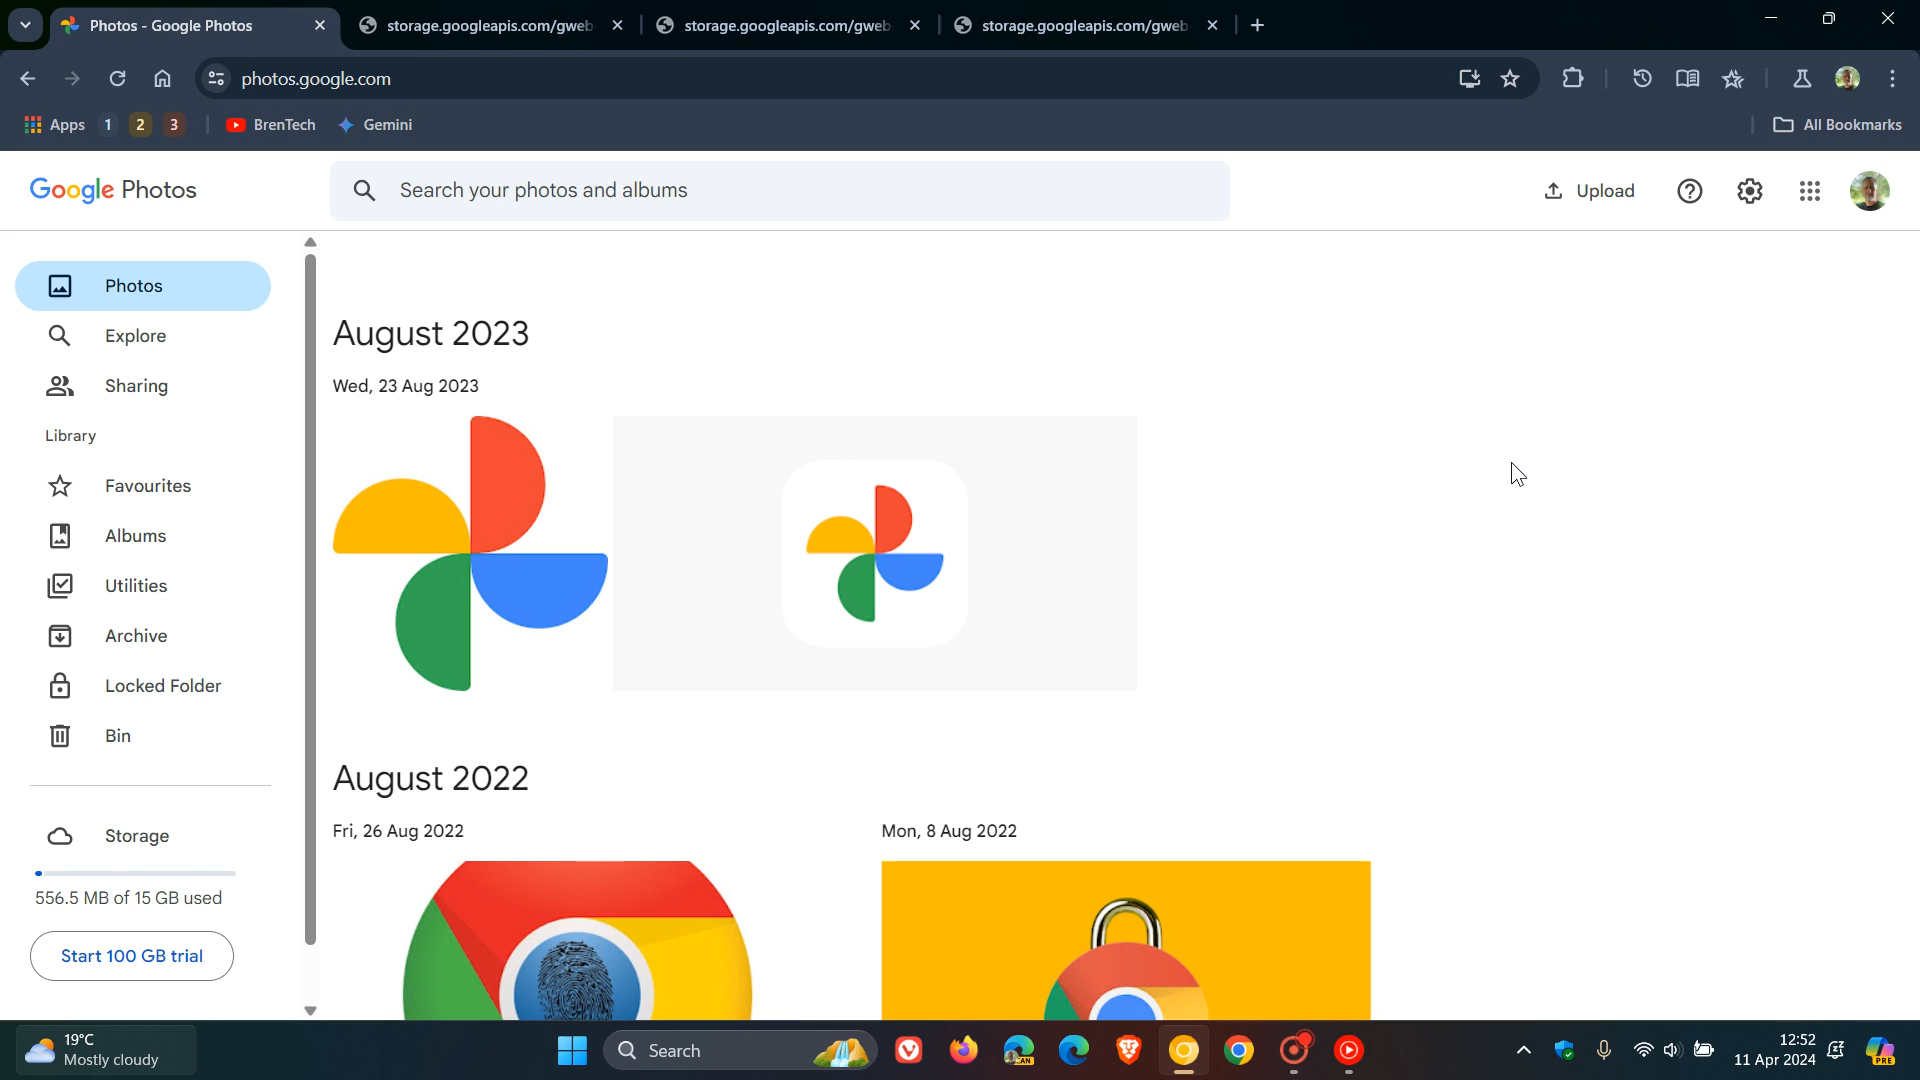 Photos - Google Photos
storage.googleapis.com/gweb
storage.googleapis.com/gweb
storage.googleapis.com/gweb
photos.google.com
Apps 1 2 3 BrenTech Gemini All Bookmarks
Google Photos
Search your photos and albums
Upload
Photos
Explore
Sharing
Library
Favourites
Albums
Utilities
Archive
Locked Folder
Bin
Storage
556.5 MB of 15 GB used
Start 100 GB trial
August 2023
Wed, 23 Aug 2023
August 2022
Fri, 26 Aug 2022
Mon, 8 Aug 2022
19°C
Mostly cloudy
Search
CAN
12:52
11 Apr 2024
PRE